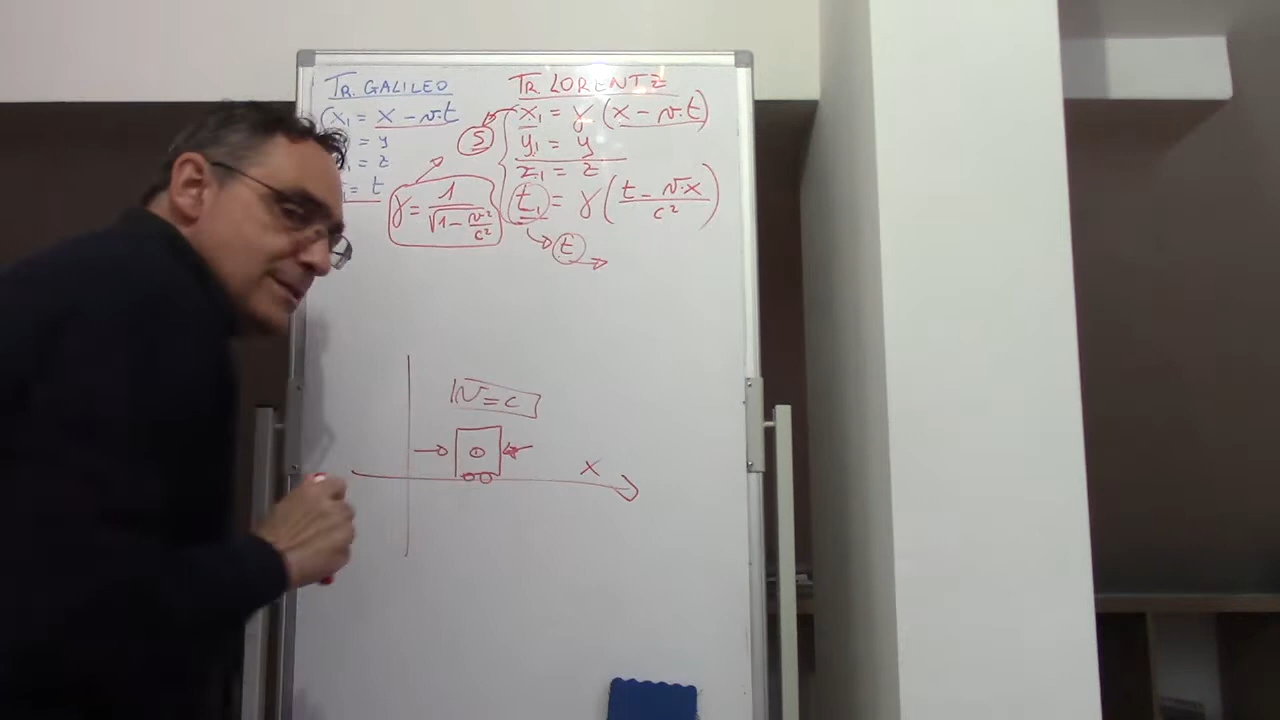 TR. GALILEO
x₁ = x - v·t
= y
= z
= t
TR LORENTZ
x₁ = γ (x - v·t)
y₁ = y
z₁ = z
t₁ = γ (t - v·x / c²)
S
γ = 1 / √1 - v²/c²
t
v = c
x